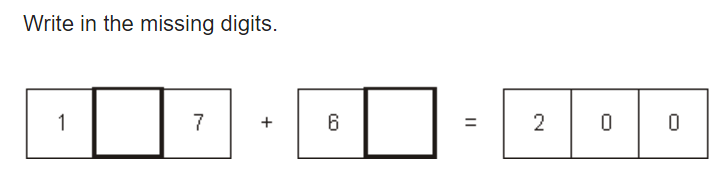 Write in the missing digits.
1 7 + 6 = 2 0 0